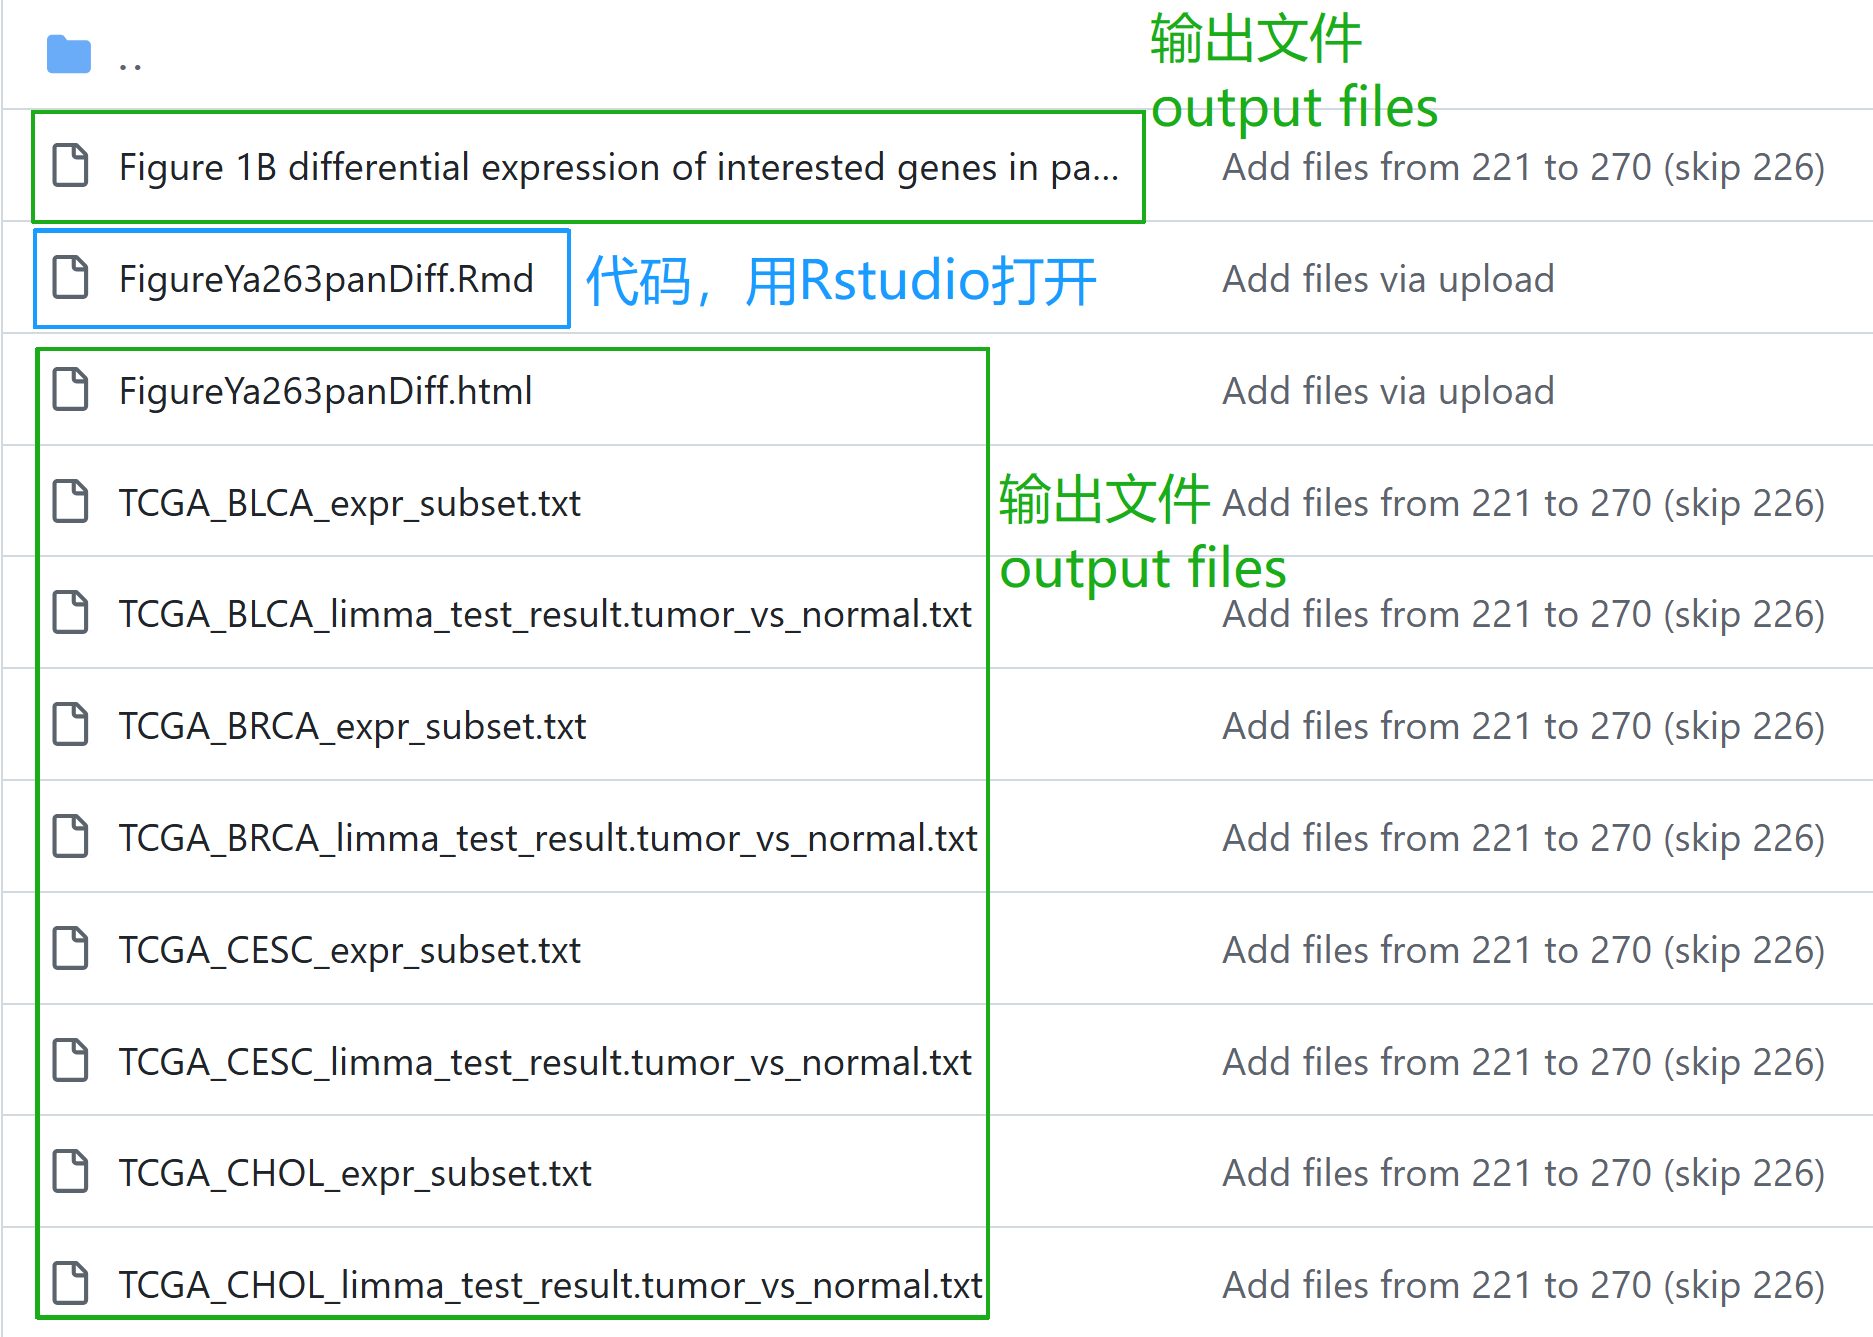 ..
输出文件
output files
Figure 1B differential expression of interested genes in pa...
Add files from 221 to 270 (skip 226)
FigureYa263panDiff.Rmd
代码，用Rstudio打开
Add files via upload
FigureYa263panDiff.html
Add files via upload
TCGA_BLCA_expr_subset.txt
输出文件
output files
Add files from 221 to 270 (skip 226)
TCGA_BLCA_limma_test_result.tumor_vs_normal.txt
Add files from 221 to 270 (skip 226)
TCGA_BRCA_expr_subset.txt
Add files from 221 to 270 (skip 226)
TCGA_BRCA_limma_test_result.tumor_vs_normal.txt
Add files from 221 to 270 (skip 226)
TCGA_CESC_expr_subset.txt
Add files from 221 to 270 (skip 226)
TCGA_CESC_limma_test_result.tumor_vs_normal.txt
Add files from 221 to 270 (skip 226)
TCGA_CHOL_expr_subset.txt
Add files from 221 to 270 (skip 226)
TCGA_CHOL_limma_test_result.tumor_vs_normal.txt
Add files from 221 to 270 (skip 226)